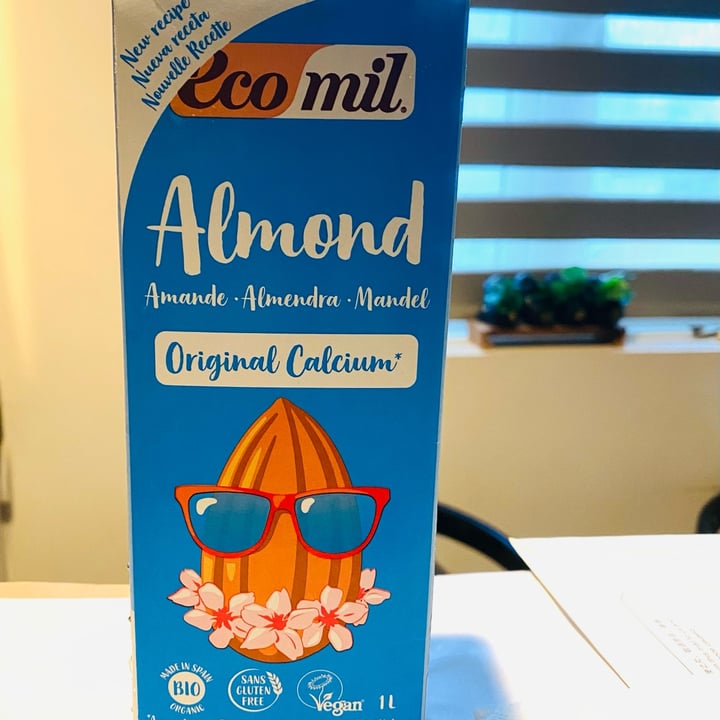 New recipe
Nueva receta
Nouvelle Recette
ecomil
Almond
Amande · Almendra · Mandel
Original Calcium*
MADE IN SPAIN
BIO
ORGANIC
SANS
GLUTEN
FREE
Vegan
1 L